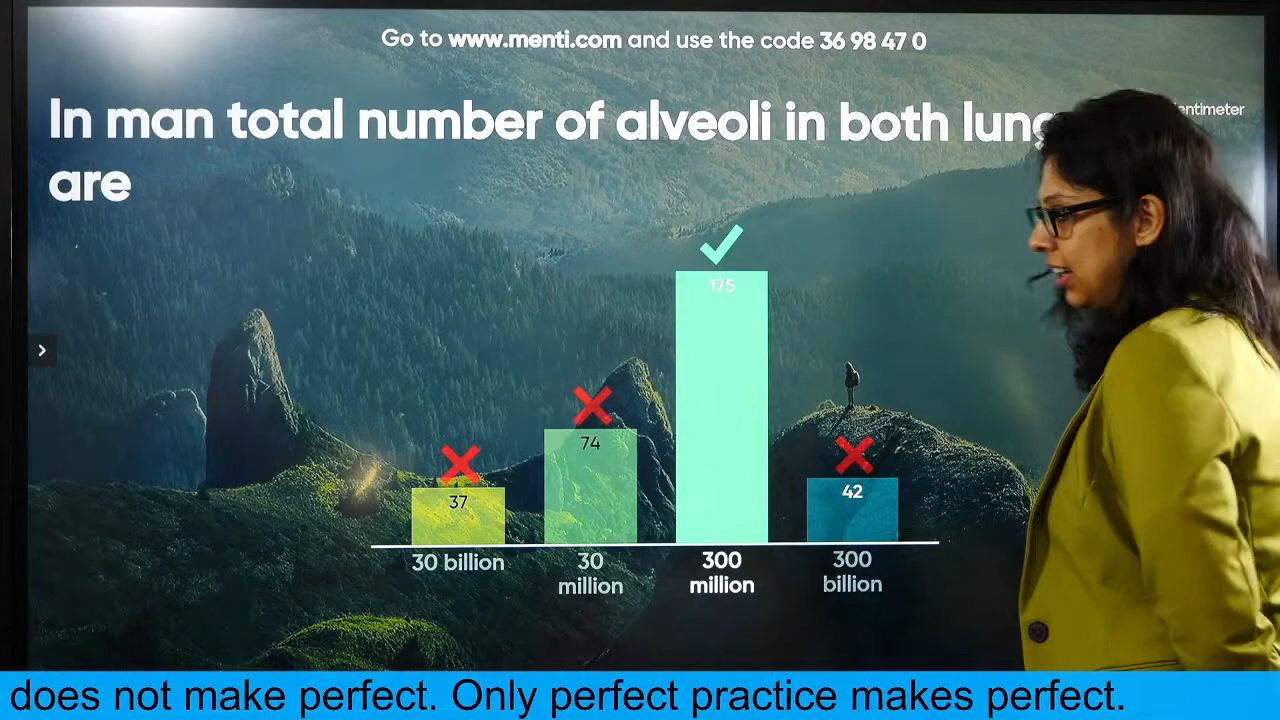 Go to www.menti.com and use the code 36 98 47 0
In man total number of alveoli in both
are
175
74
37
42
30 billion
30
million
300
million
300
billion
does not make perfect. Only perfect practice makes perfect.